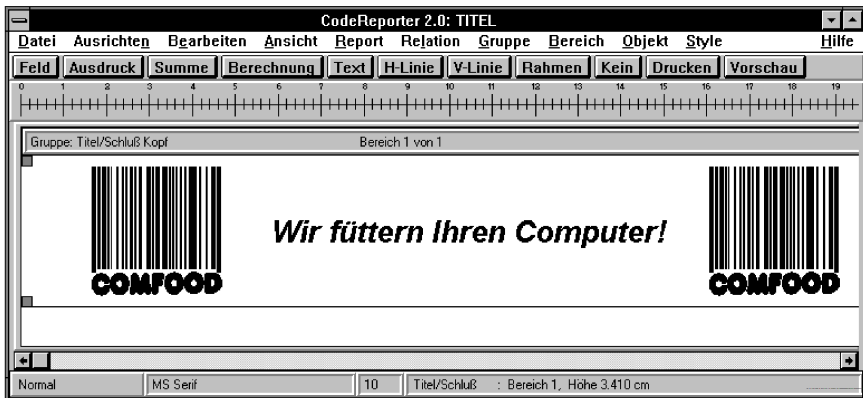 CodeReporter 2.0: TITEL
Datei Ausrichten Bearbeiten Ansicht Report Relation Gruppe Bereich Objekt Style Hilfe
Feld Ausdruck Summe Berechnung Text H-Linie V-Linie Rahmen Kein Drucken Vorschau
0 1 2 3 4 5 6 7 8 9 10 11 12 13 14 15 16 17 18 19
Gruppe: Titel/Schluß Kopf Bereich 1 von 1
Wir füttern Ihren Computer!
COMFOOD COMFOOD
Normal MS Serif 10 Titel/Schluß : Bereich 1, Höhe 3.410 cm